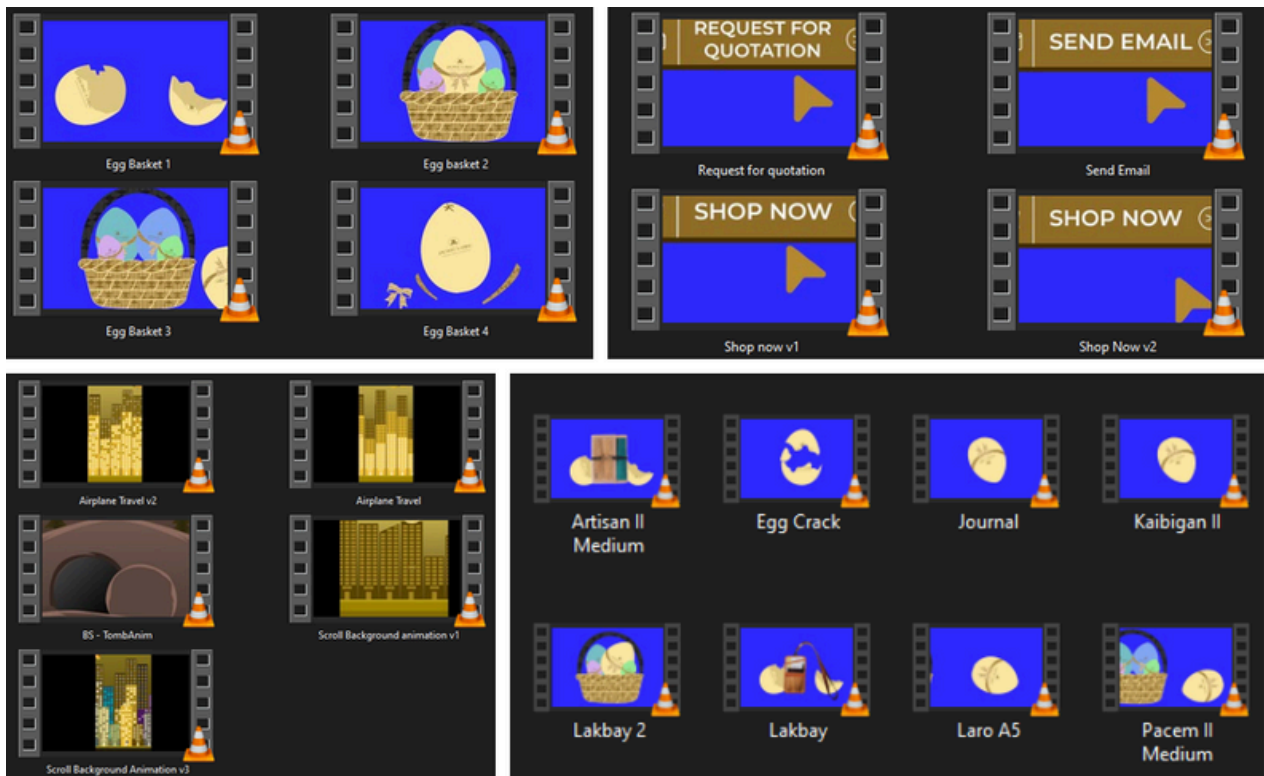 Egg Basket 1
Egg basket 2
Egg Basket 3
Egg Basket 4
REQUEST FOR
QUOTATION
SEND EMAIL
Request for quotation
Send Email
SHOP NOW
SHOP NOW
Shop now v1
Shop Now v2
Airplane Travel v2
Airplane Travel
BS - TombAnim
Scroll Background animation v1
Scroll Background Animation v3
Artisan II
Medium
Egg Crack
Journal
Kaibigan II
Lakbay 2
Lakbay
Laro A5
Pacem II
Medium